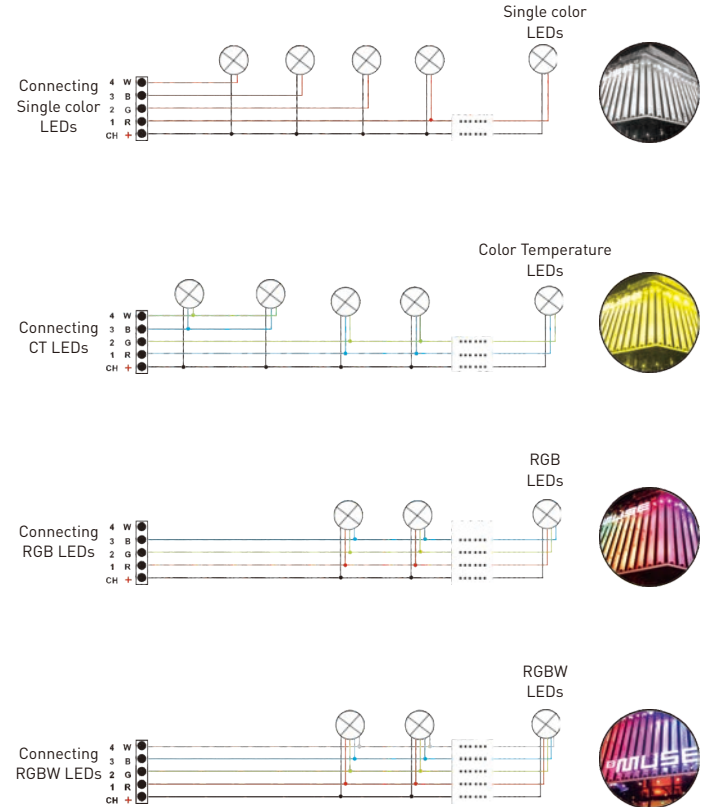 Single color
LEDs
Connecting
Single color
LEDs
4 W
3 B
2 G
1 R
CH +
Color Temperature
LEDs
Connecting
CT LEDs
4 W
3 B
2 G
1 R
CH +
RGB
LEDs
Connecting
RGB LEDs
4 W
3 B
2 G
1 R
CH +
RGBW
LEDs
Connecting
RGBW LEDs
4 W
3 B
2 G
1 R
CH +
MUSE